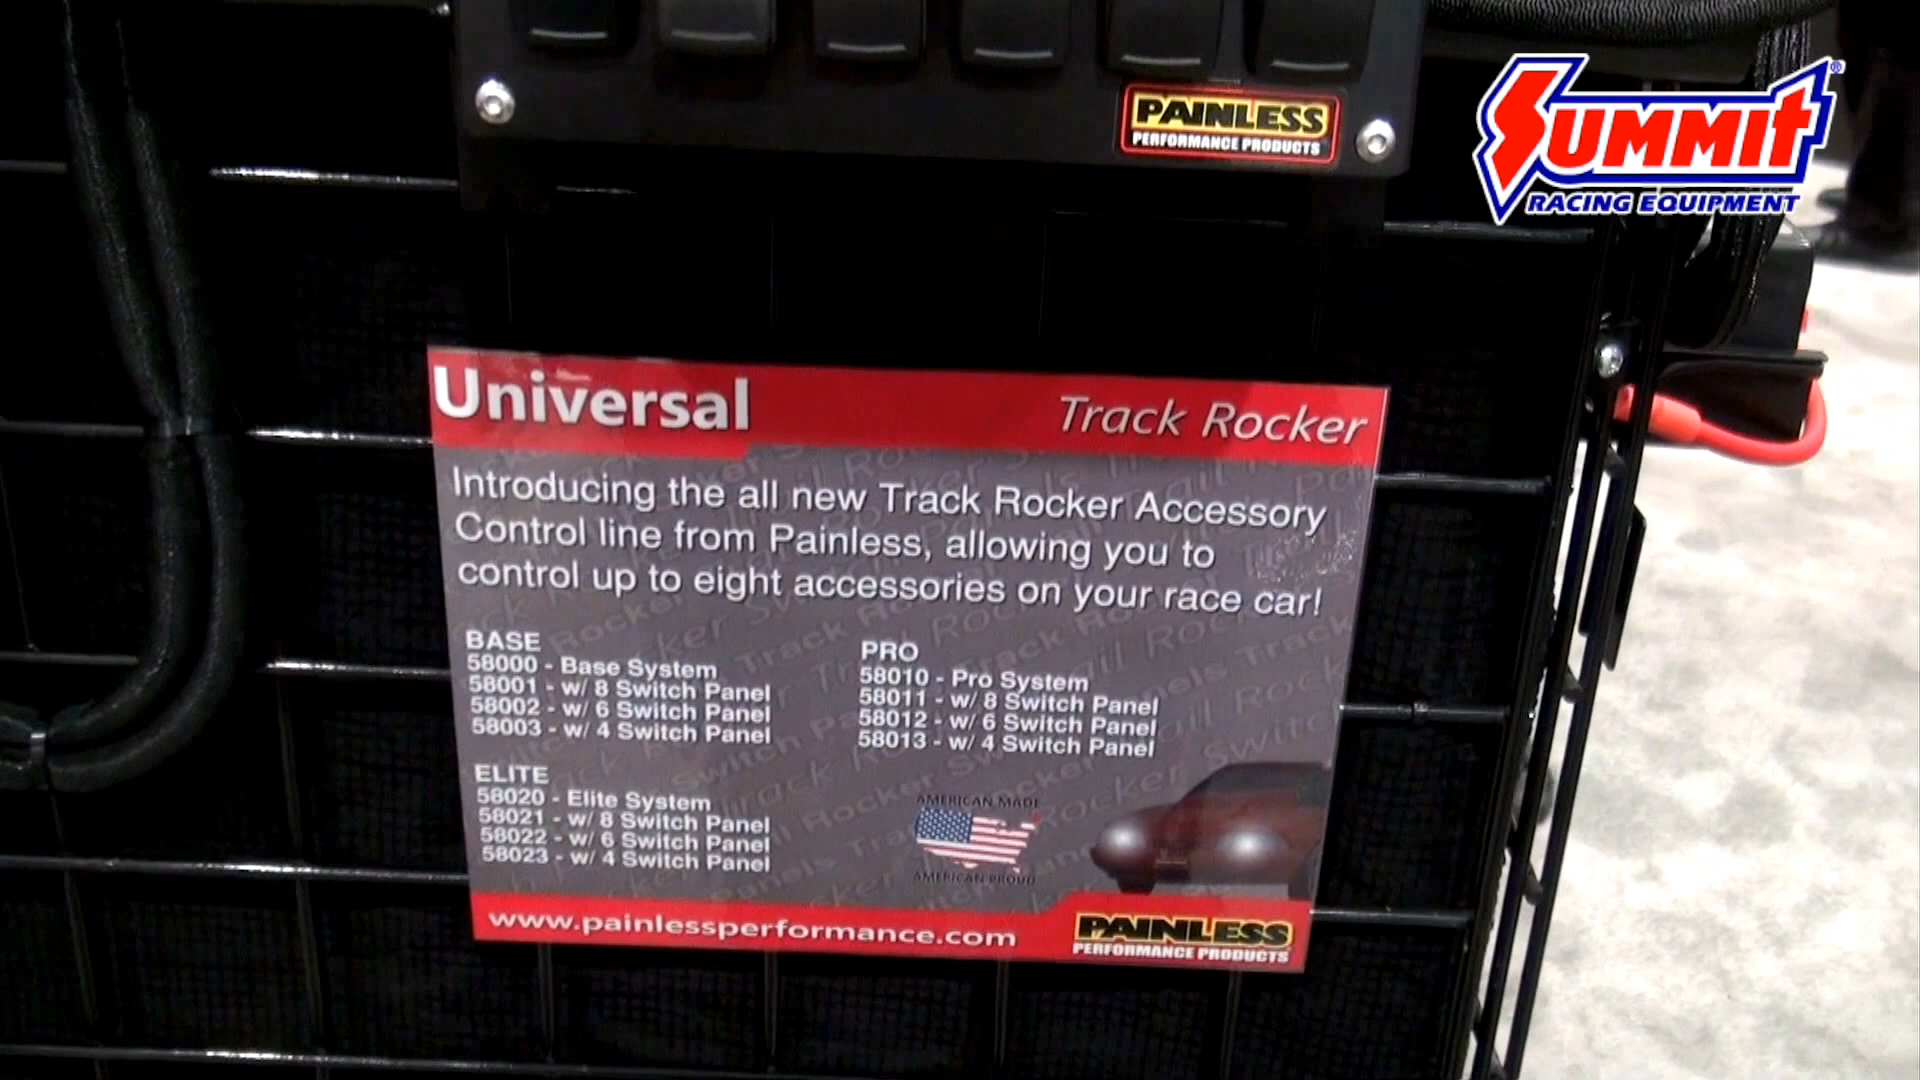 PAINLESS
PERFORMANCE PRODUCTS
SUMMIT®
RACING EQUIPMENT
Universal
Track Rocker
Introducing the all new Track Rocker Accessory
Control line from Painless, allowing you to
control up to eight accessories on your race car!
BASE
58000 - Base System
58001 - w/ 8 Switch Panel
58002 - w/ 6 Switch Panel
58003 - w/ 4 Switch Panel
PRO
58010 - Pro System
58011 - w/ 8 Switch Panel
58012 - w/ 6 Switch Panel
58013 - w/ 4 Switch Panel
ELITE
58020 - Elite System
58021 - w/ 8 Switch Panel
58022 - w/ 6 Switch Panel
58023 - w/ 4 Switch Panel
AMERICAN MADE
AMERICAN PROUD
www.painlessperformance.com
PAINLESS
PERFORMANCE PRODUCTS